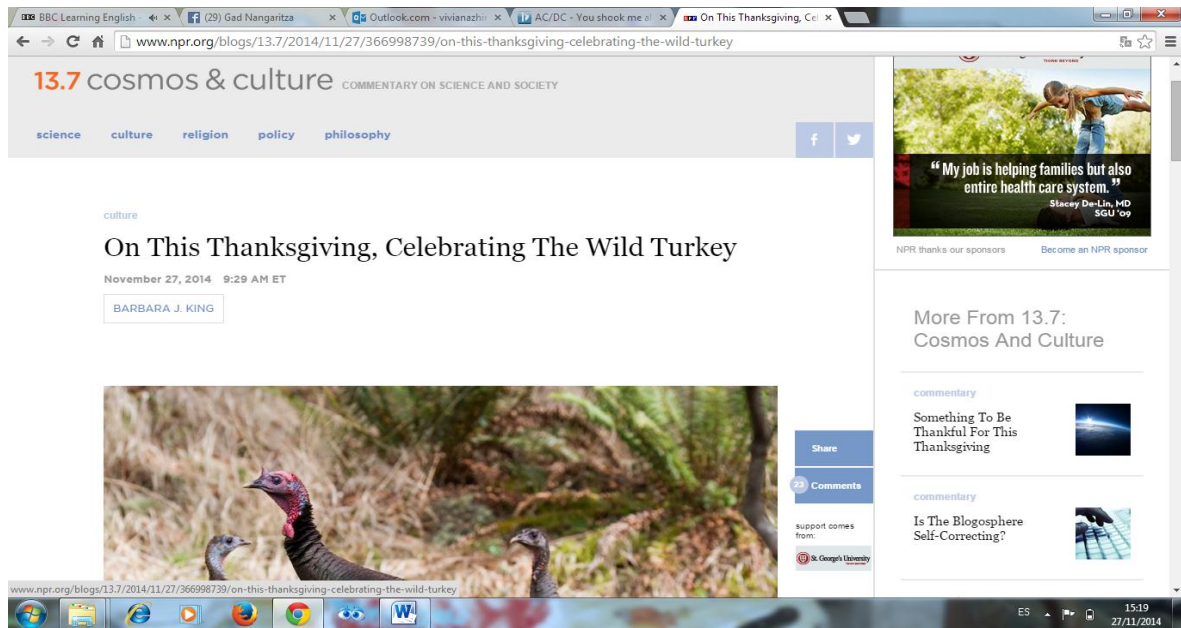 BBC Learning English -
(29) Gad Nangaritza
Outlook.com - vivianazhin
AC/DC - You shook me al
On This Thanksgiving, Cel
www.npr.org/blogs/13.7/2014/11/27/366998739/on-this-thanksgiving-celebrating-the-wild-turkey
13.7 cosmos & culture COMMENTARY ON SCIENCE AND SOCIETY
science culture religion policy philosophy
culture
On This Thanksgiving, Celebrating The Wild Turkey
November 27, 2014 9:29 AM ET
BARBARA J. KING
Share
23 Comments
support comes
from:
St. George's University
“My job is helping families but also
entire health care system.”
Stacey De-Lin, MD
SGU '09
NPR thanks our sponsors Become an NPR sponsor
More From 13.7:
Cosmos And Culture
commentary
Something To Be
Thankful For This
Thanksgiving
commentary
Is The Blogosphere
Self-Correcting?
www.npr.org/blogs/13.7/2014/11/27/366998739/on-this-thanksgiving-celebrating-the-wild-turkey
ES
15:19
27/11/2014